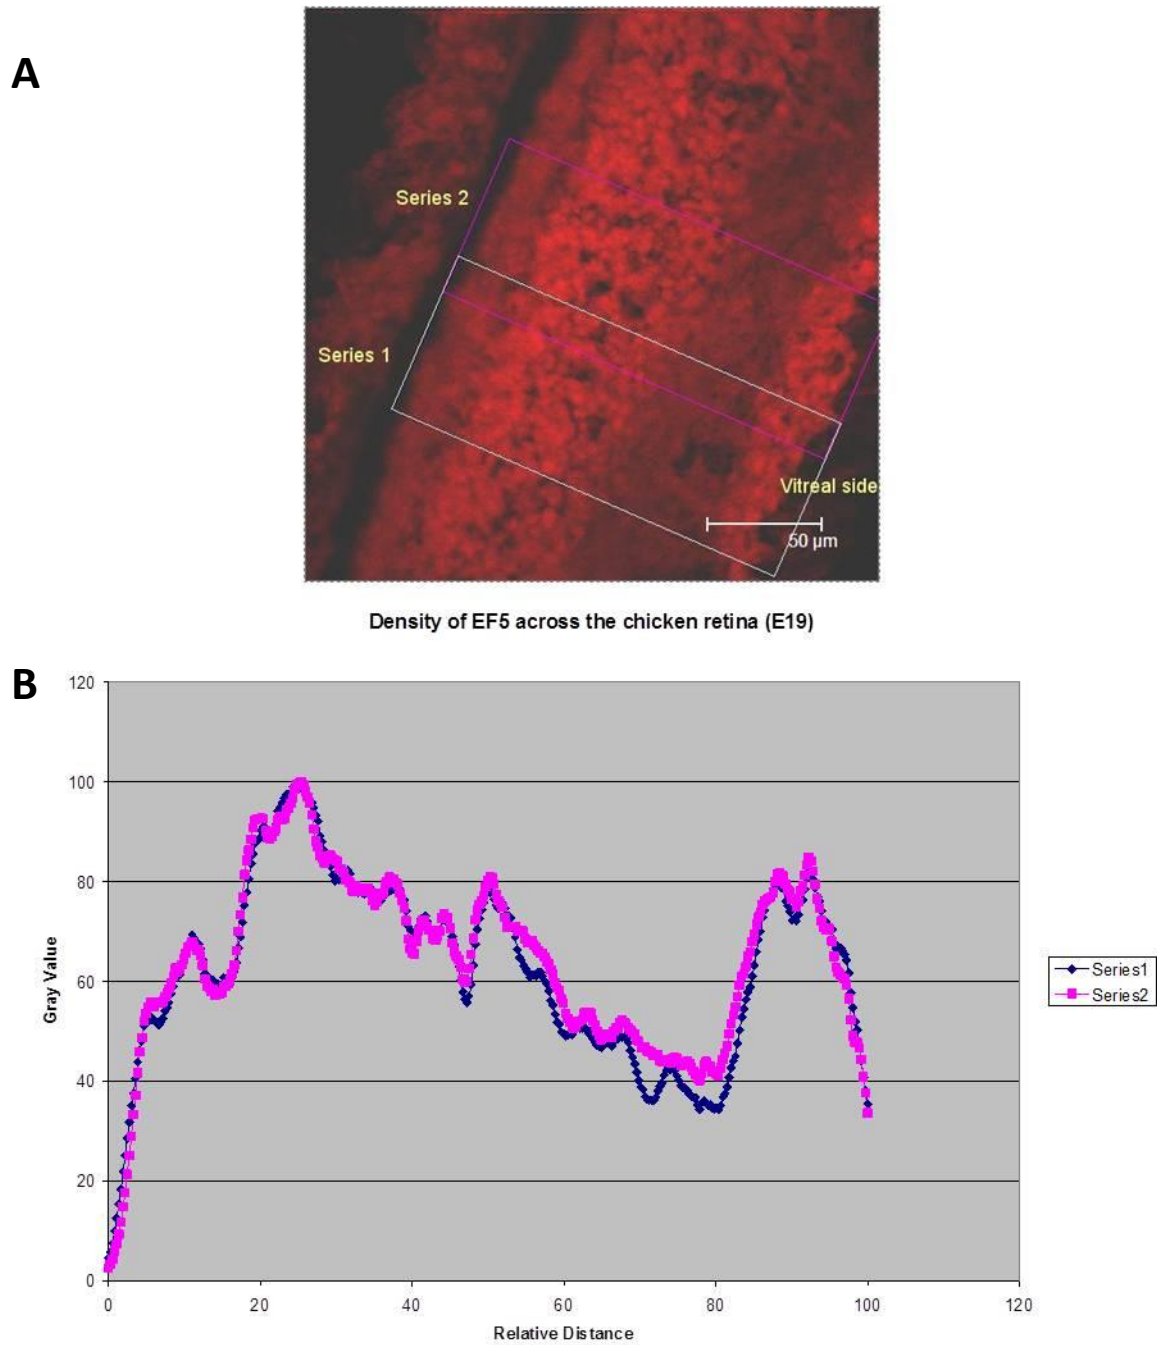 A
Series 2
Series 1
Vitreal side
50 µm
Density of EF5 across the chicken retina (E19)
B
120
100
80
60
40
20
0
Gray Value
0 20 40 60 80 100 120
Relative Distance
Series1
Series2